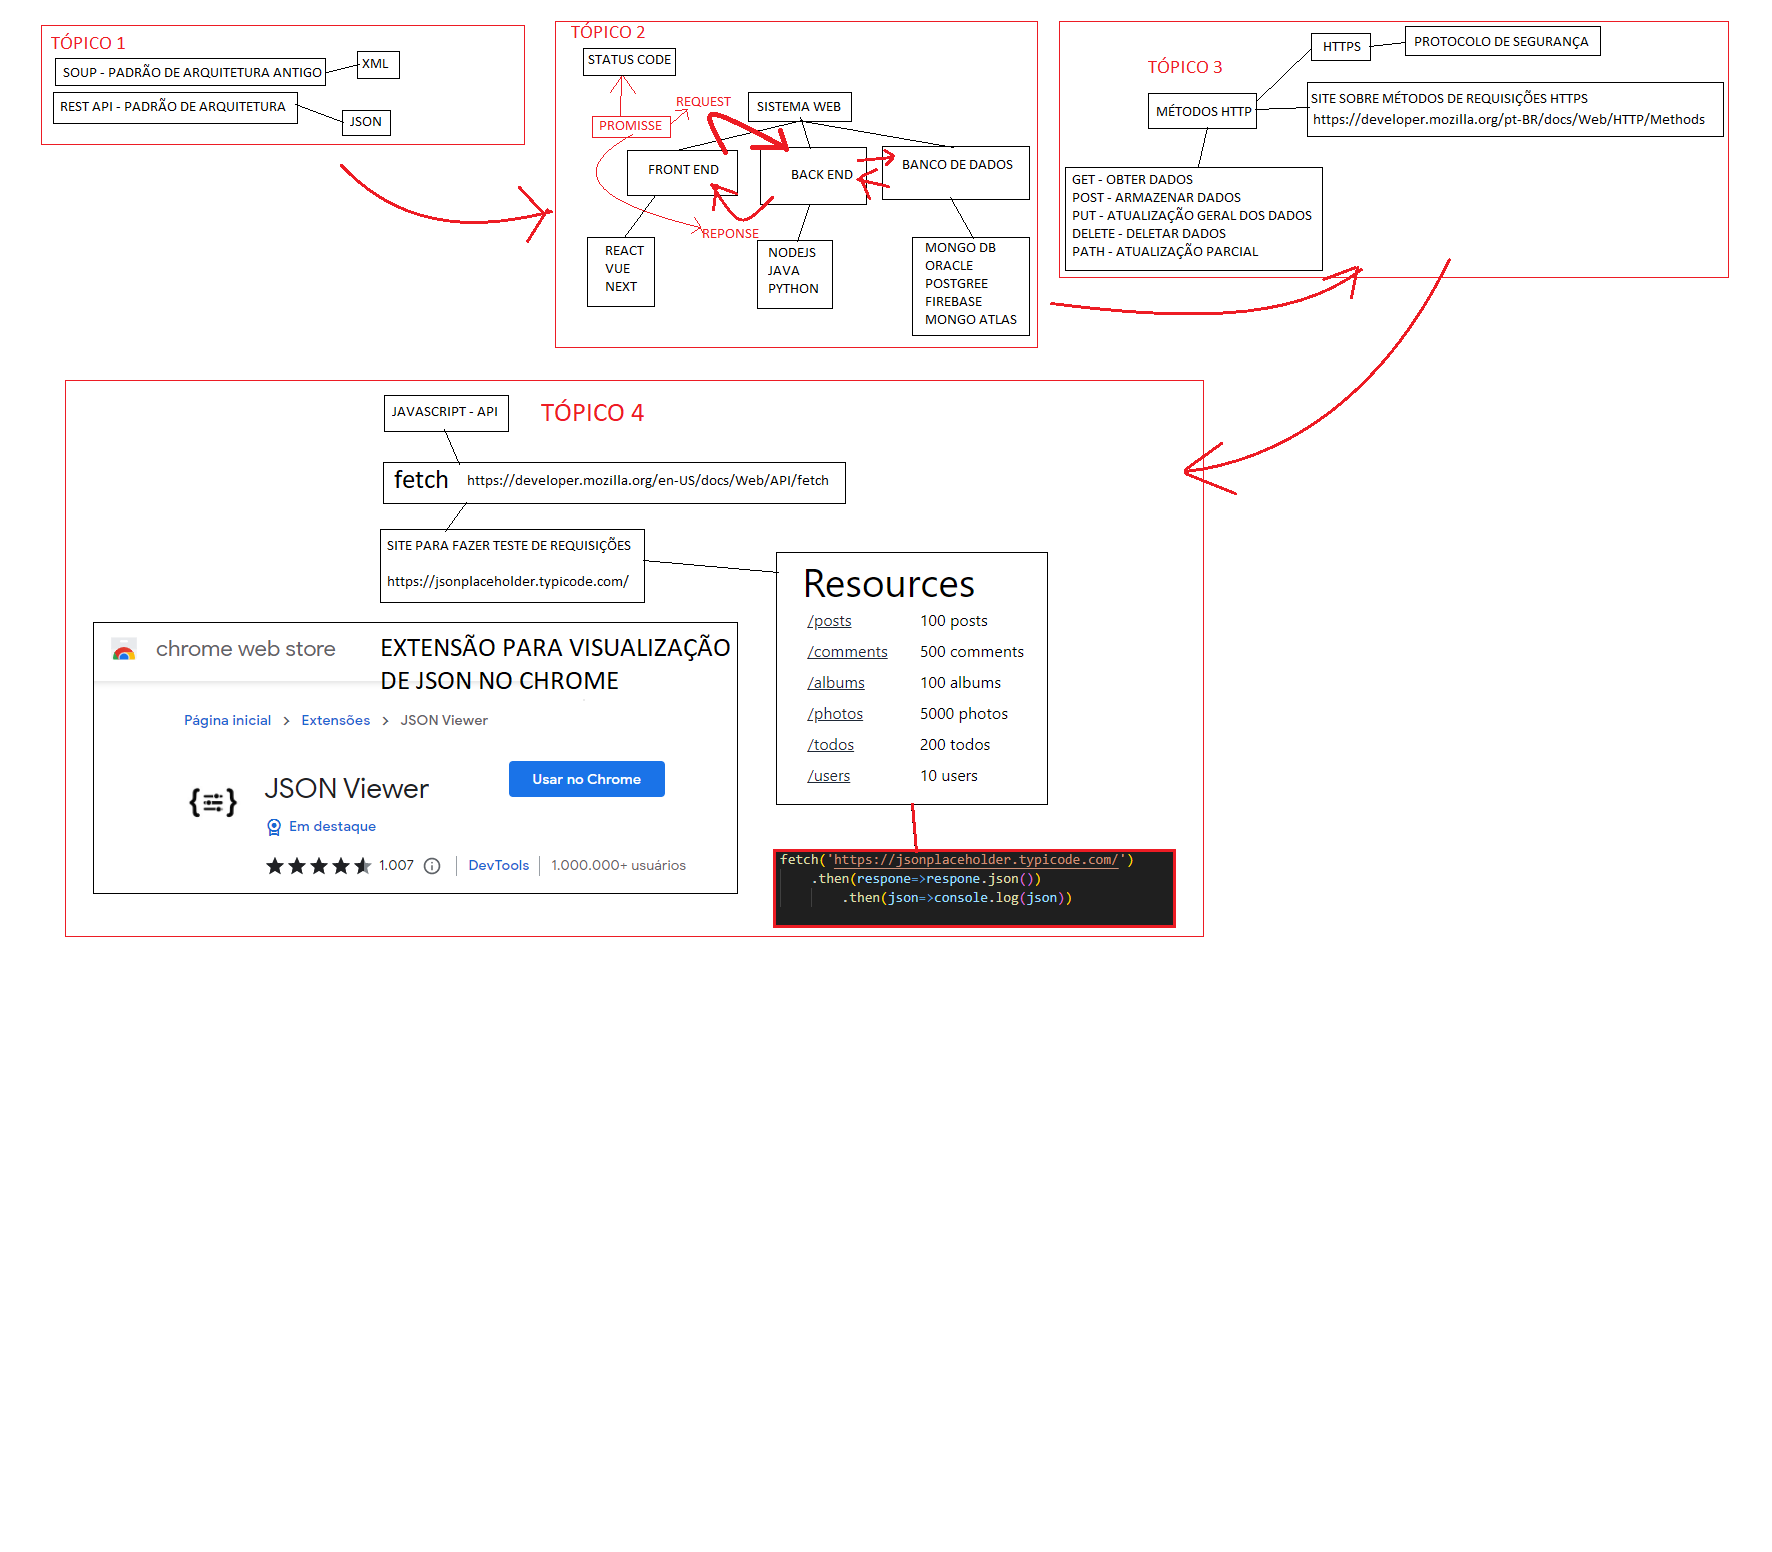 TÓPICO 1
SOUP - PADRÃO DE ARQUITETURA ANTIGO
XML
REST API - PADRÃO DE ARQUITETURA
JSON
TÓPICO 2
STATUS CODE
REQUEST
SISTEMA WEB
PROMISSE
FRONT END
BACK END
BANCO DE DADOS
REPONSE
REACT
VUE
NEXT
NODEJS
JAVA
PYTHON
MONGO DB
ORACLE
POSTGREE
FIREBASE
MONGO ATLAS
TÓPICO 3
HTTPS
PROTOCOLO DE SEGURANÇA
MÉTODOS HTTP
SITE SOBRE MÉTODOS DE REQUISIÇÕES HTTPS
https://developer.mozilla.org/pt-BR/docs/Web/HTTP/Methods
GET - OBTER DADOS
POST - ARMAZENAR DADOS
PUT - ATUALIZAÇÃO GERAL DOS DADOS
DELETE - DELETAR DADOS
PATH - ATUALIZAÇÃO PARCIAL
TÓPICO 4
JAVASCRIPT - API
fetch https://developer.mozilla.org/en-US/docs/Web/API/fetch
SITE PARA FAZER TESTE DE REQUISIÇÕES
https://jsonplaceholder.typicode.com/
Resources
/posts 100 posts
/comments 500 comments
/albums 100 albums
/photos 5000 photos
/todos 200 todos
/users 10 users
chrome web store
EXTENSÃO PARA VISUALIZAÇÃO
DE JSON NO CHROME
Página inicial > Extensões > JSON Viewer
JSON Viewer
Usar no Chrome
Em destaque
1.007 DevTools 1.000.000+ usuários
fetch('https://jsonplaceholder.typicode.com/')
.then(respone=>respone.json())
.then(json=>console.log(json))